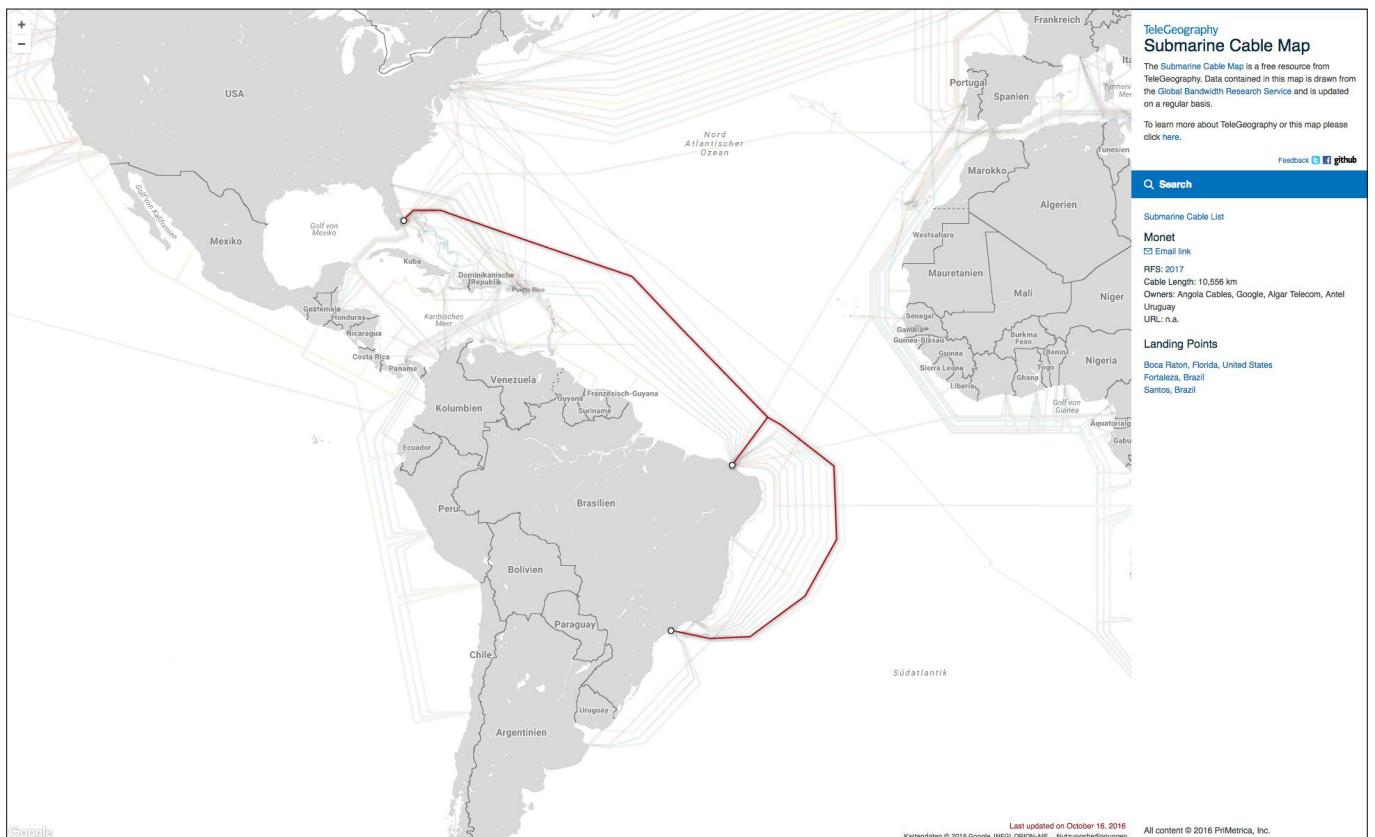 +
−
USA
Mexiko
Golf von Kalifornien
Golf von
Mexiko
Kuba
Dominikanische
Republik
Puerto Rico
Guatemala
Honduras
Nicaragua
Karibisches
Meer
Costa Rica
Panama
Venezuela
Guyana
Französisch-Guyana
Suriname
Kolumbien
Ecuador
Peru
Brasilien
Bolivien
Paraguay
Chile
Uruguay
Argentinien
Nord
Atlantischer
Ozean
Südatlantik
Frankreich
Portugal
Spanien
Marokko
Algerien
Tunesien
Westsahara
Mauretanien
Mali
Niger
Senegal
Gambia
Guinea-Bissau
Guinea
Sierra Leone
Liberia
Burkina
Faso
Benin
Togo
Ghana
Nigeria
Golf von
Guinea
Google
Last updated on October 16, 2016
Kartendaten © 2016 Google, INEGI, ORION-ME
Nutzungsbedingungen
TeleGeography
Submarine Cable Map
The Submarine Cable Map is a free resource from
TeleGeography. Data contained in this map is drawn from
the Global Bandwidth Research Service and is updated
on a regular basis.
To learn more about TeleGeography or this map please
click here.
Feedback github
Search
Submarine Cable List
Monet
Email link
RFS: 2017
Cable Length: 10,556 km
Owners: Angola Cables, Google, Algar Telecom, Antel
Uruguay
URL: n.a.
Landing Points
Boca Raton, Florida, United States
Fortaleza, Brazil
Santos, Brazil
All content © 2016 PriMetrica, Inc.